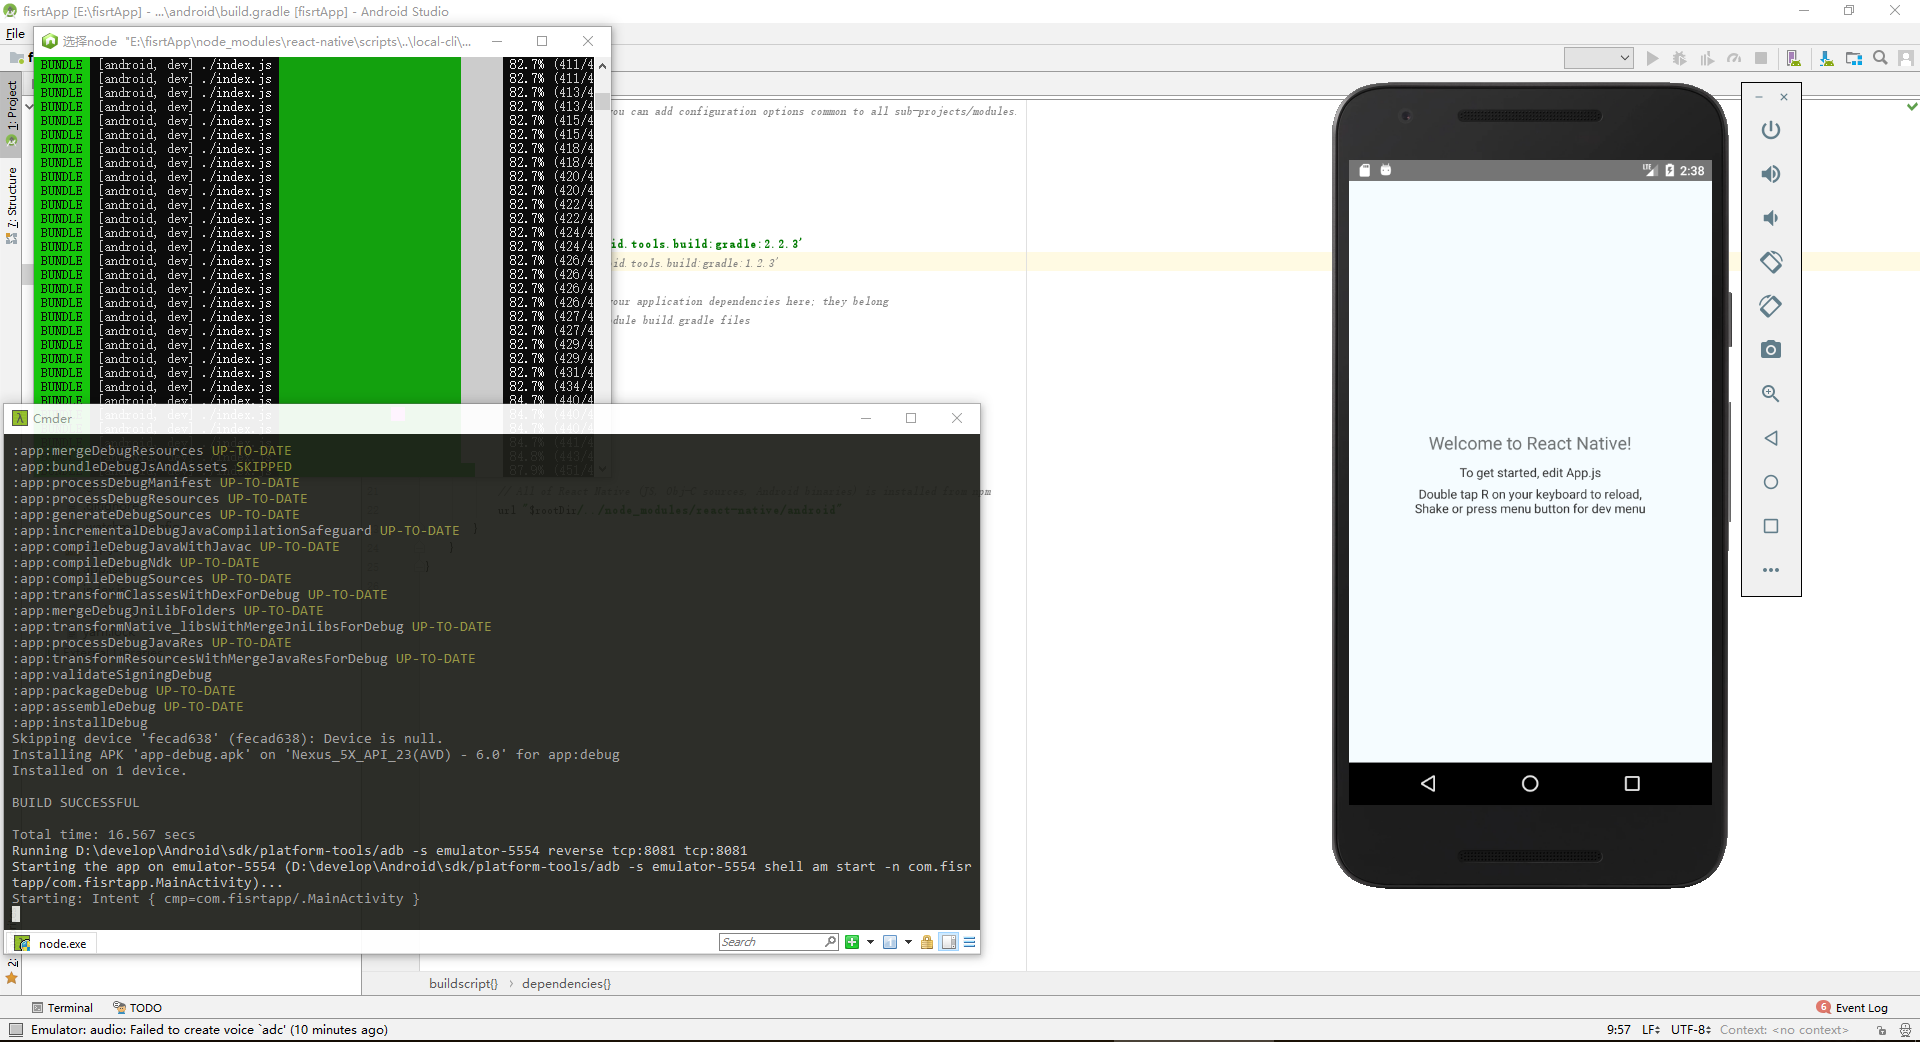 fisrtApp [E:\fisrtApp] - ...\android\build.gradle [fisrtApp] - Android Studio
File
选择node "E:\fisrtApp\node_modules\react-native\scripts\..\local-cli\...
1: Project
7: Structure
BUNDLE [android, dev] ./index.js 82.7% (411/4
BUNDLE [android, dev] ./index.js 82.7% (411/4
BUNDLE [android, dev] ./index.js 82.7% (413/4
BUNDLE [android, dev] ./index.js 82.7% (413/4
BUNDLE [android, dev] ./index.js 82.7% (415/4
BUNDLE [android, dev] ./index.js 82.7% (415/4
BUNDLE [android, dev] ./index.js 82.7% (418/4
BUNDLE [android, dev] ./index.js 82.7% (418/4
BUNDLE [android, dev] ./index.js 82.7% (420/4
BUNDLE [android, dev] ./index.js 82.7% (420/4
BUNDLE [android, dev] ./index.js 82.7% (422/4
BUNDLE [android, dev] ./index.js 82.7% (422/4
BUNDLE [android, dev] ./index.js 82.7% (424/4
BUNDLE [android, dev] ./index.js 82.7% (424/4
BUNDLE [android, dev] ./index.js 82.7% (426/4
BUNDLE [android, dev] ./index.js 82.7% (426/4
BUNDLE [android, dev] ./index.js 82.7% (426/4
BUNDLE [android, dev] ./index.js 82.7% (426/4
BUNDLE [android, dev] ./index.js 82.7% (427/4
BUNDLE [android, dev] ./index.js 82.7% (427/4
BUNDLE [android, dev] ./index.js 82.7% (429/4
BUNDLE [android, dev] ./index.js 82.7% (429/4
BUNDLE [android, dev] ./index.js 82.7% (431/4
BUNDLE [android, dev] ./index.js 82.7% (434/4
BUNDLE [android, dev] ./index.js 84.7% (440/4
you can add configuration options common to all sub-projects/modules.
id.tools.build:gradle:2.2.3'
id.tools.build:gradle:1.2.3'
your application dependencies here; they belong
dule build.gradle files
Cmder
:app:mergeDebugResources UP-TO-DATE
:app:bundleDebugJsAndAssets SKIPPED
:app:processDebugManifest UP-TO-DATE
:app:processDebugResources UP-TO-DATE
:app:generateDebugSources UP-TO-DATE
:app:incrementalDebugJavaCompilationSafeguard UP-TO-DATE
:app:compileDebugJavaWithJavac UP-TO-DATE
:app:compileDebugNdk UP-TO-DATE
:app:compileDebugSources UP-TO-DATE
:app:transformClassesWithDexForDebug UP-TO-DATE
:app:mergeDebugJniLibFolders UP-TO-DATE
:app:transformNative_libsWithMergeJniLibsForDebug UP-TO-DATE
:app:processDebugJavaRes UP-TO-DATE
:app:transformResourcesWithMergeJavaResForDebug UP-TO-DATE
:app:validateSigningDebug
:app:packageDebug UP-TO-DATE
:app:assembleDebug UP-TO-DATE
:app:installDebug
Skipping device 'fecad638' (fecad638): Device is null.
Installing APK 'app-debug.apk' on 'Nexus_5X_API_23(AVD) - 6.0' for app:debug
Installed on 1 device.
BUILD SUCCESSFUL
Total time: 16.567 secs
Running D:\develop\Android\sdk/platform-tools/adb -s emulator-5554 reverse tcp:8081 tcp:8081
Starting the app on emulator-5554 (D:\develop\Android\sdk/platform-tools/adb -s emulator-5554 shell am start -n com.fisr
tapp/com.fisrtapp.MainActivity)...
Starting: Intent { cmp=com.fisrtapp/.MainActivity }
node.exe
Search
2:38
Welcome to React Native!
To get started, edit App.js
Double tap R on your keyboard to reload,
Shake or press menu button for dev menu
2:
buildscript{} › dependencies{}
Terminal
TODO
6 Event Log
Emulator: audio: Failed to create voice `adc' (10 minutes ago)
9:57 LF÷ UTF-8÷ Context: <no context>